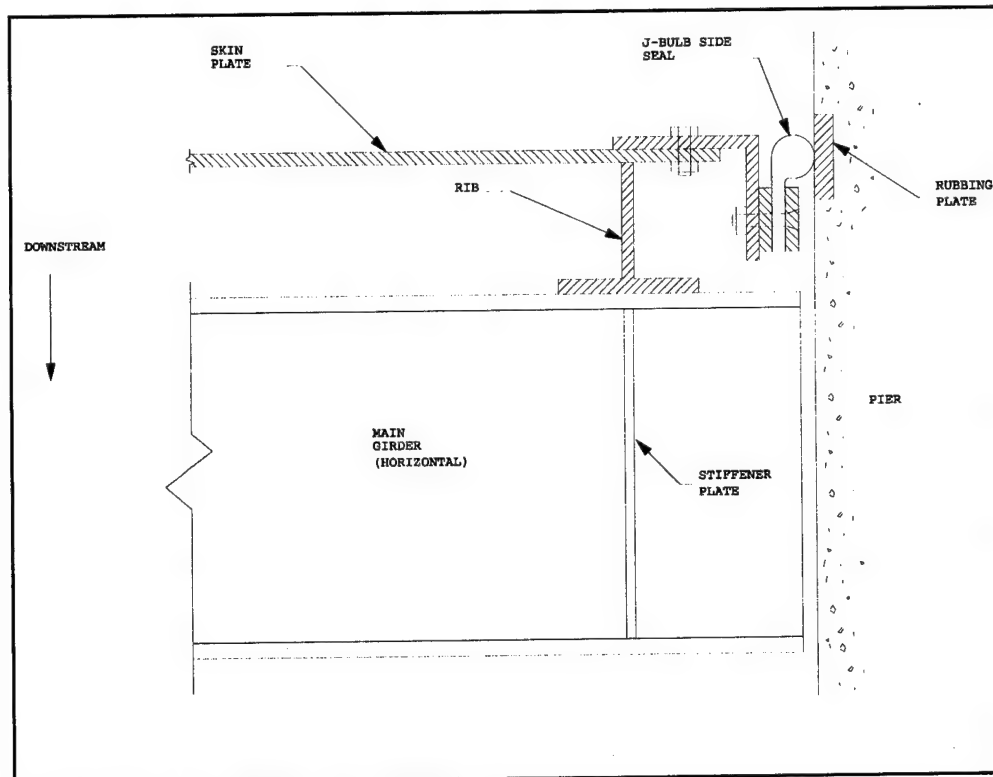 SKIN
PLATE
J-BULB SIDE
SEAL
RIB
RUBBING
PLATE
DOWNSTREAM
PIER
MAIN
GIRDER
(HORIZONTAL)
STIFFENER
PLATE